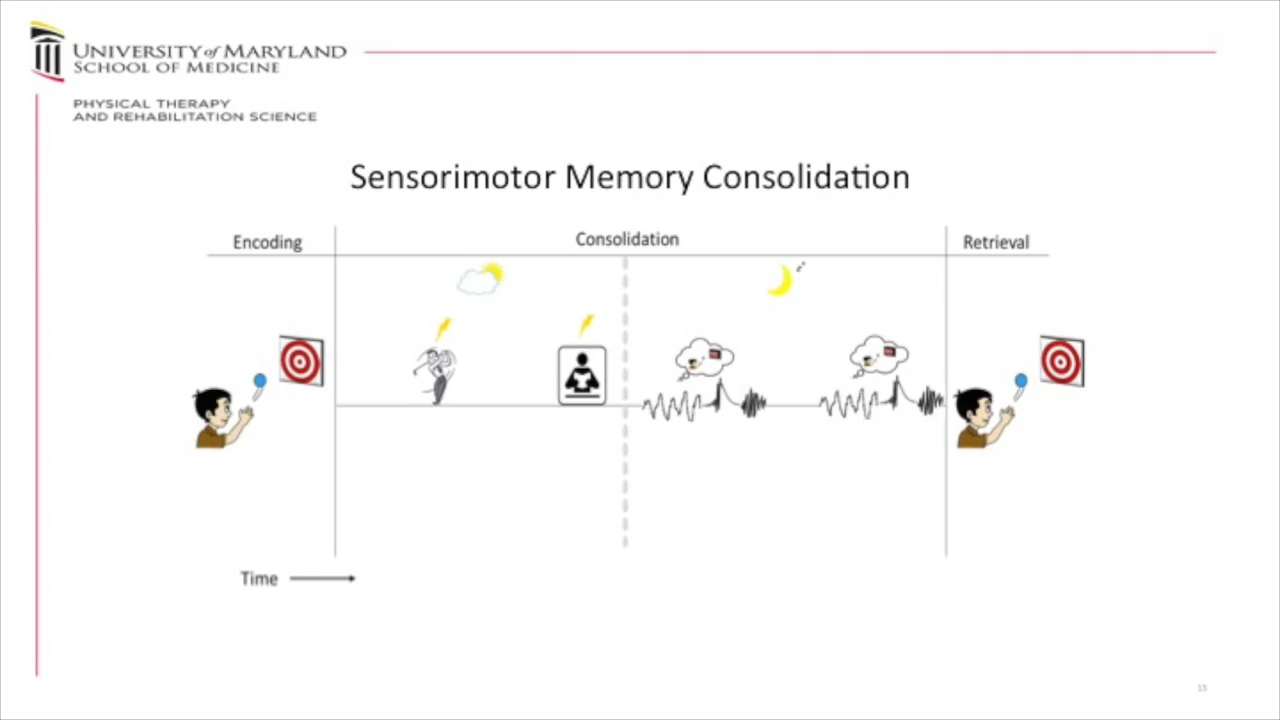 UNIVERSITY of MARYLAND
SCHOOL OF MEDICINE
PHYSICAL THERAPY
AND REHABILITATION SCIENCE
Sensorimotor Memory Consolidation
Encoding
Consolidation
Retrieval
Time